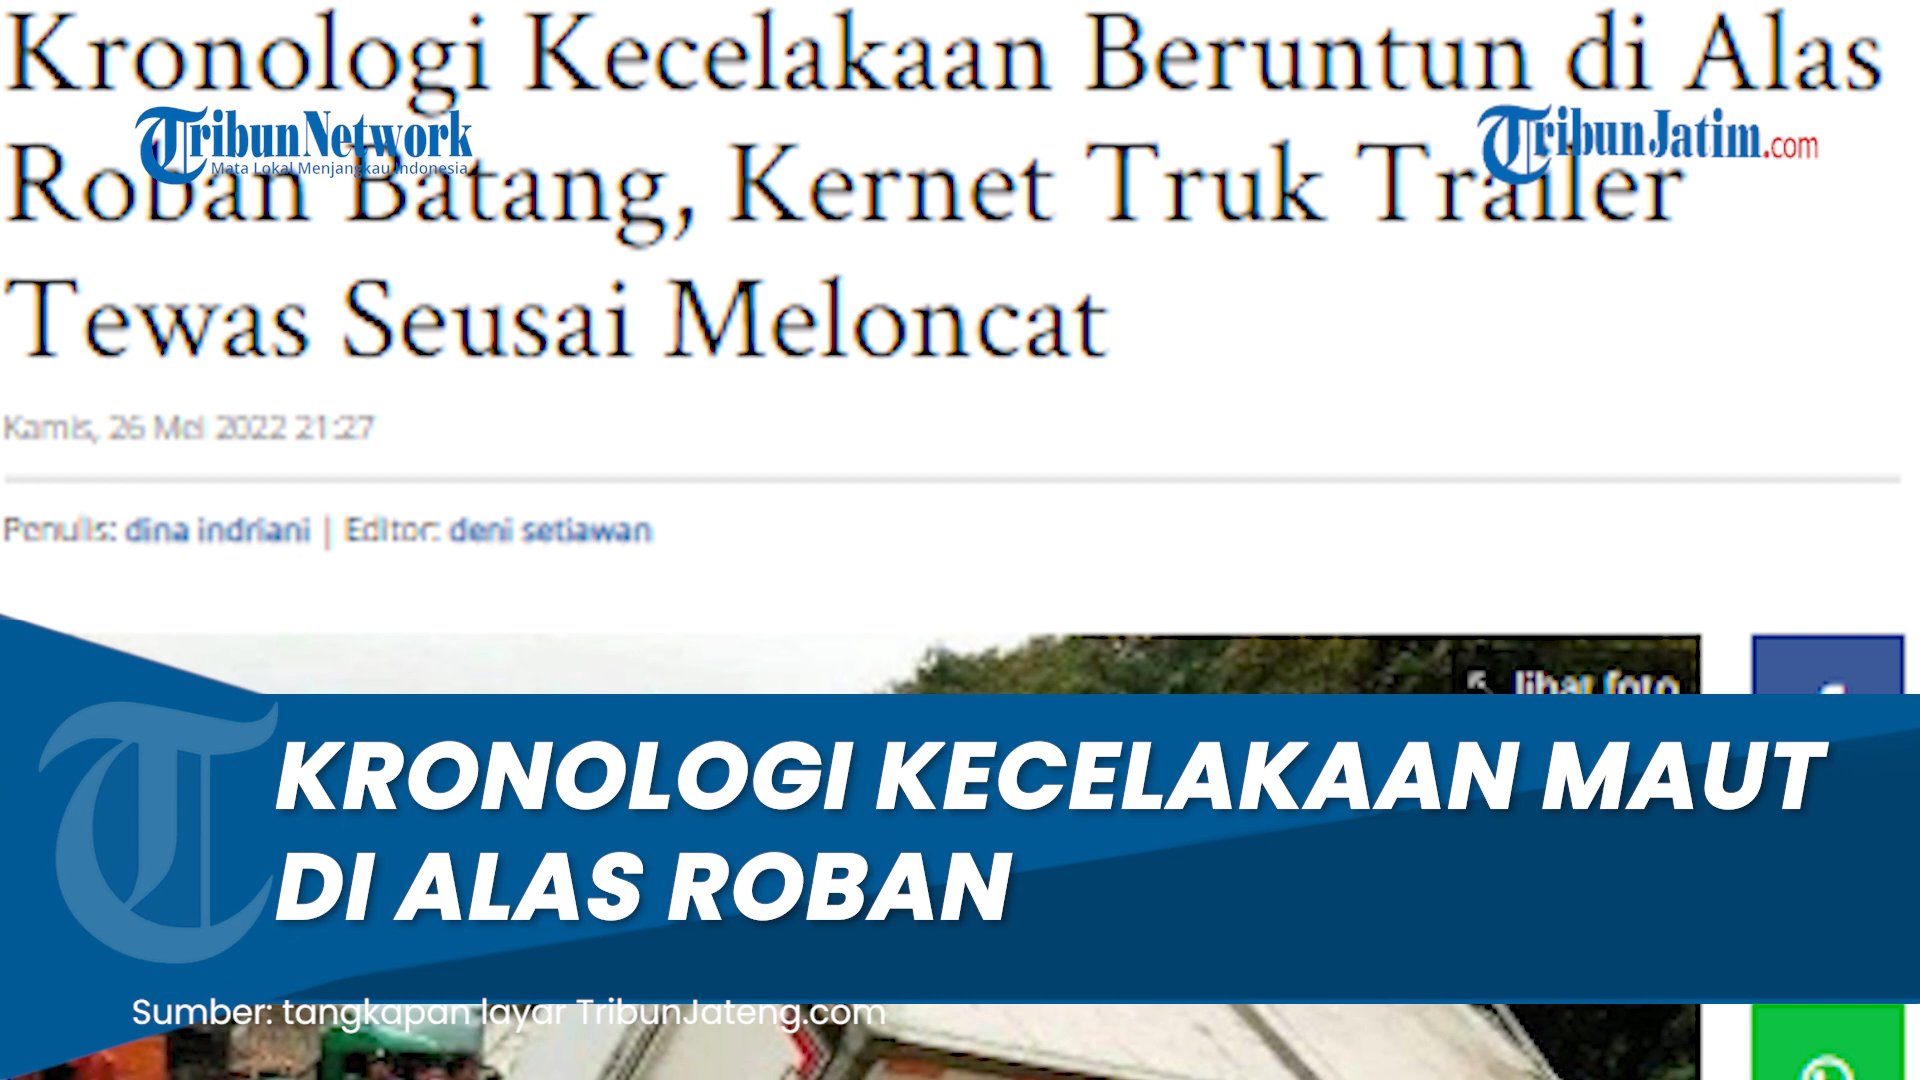 Kronologi Kecelakaan Beruntun di Alas
TribunNetwork
Mata Lokal Menjangkau Indonesia
TribunJatim.com
Roban Batang, Kernet Truk Trailer
Tewas Seusai Meloncat
Kamis, 26 Mei 2022 21:27
Penulis: dina indriani | Editor: deni setiawan
lihat foto
KRONOLOGI KECELAKAAN MAUT
DI ALAS ROBAN
Sumber: tangkapan layar TribunJateng.com